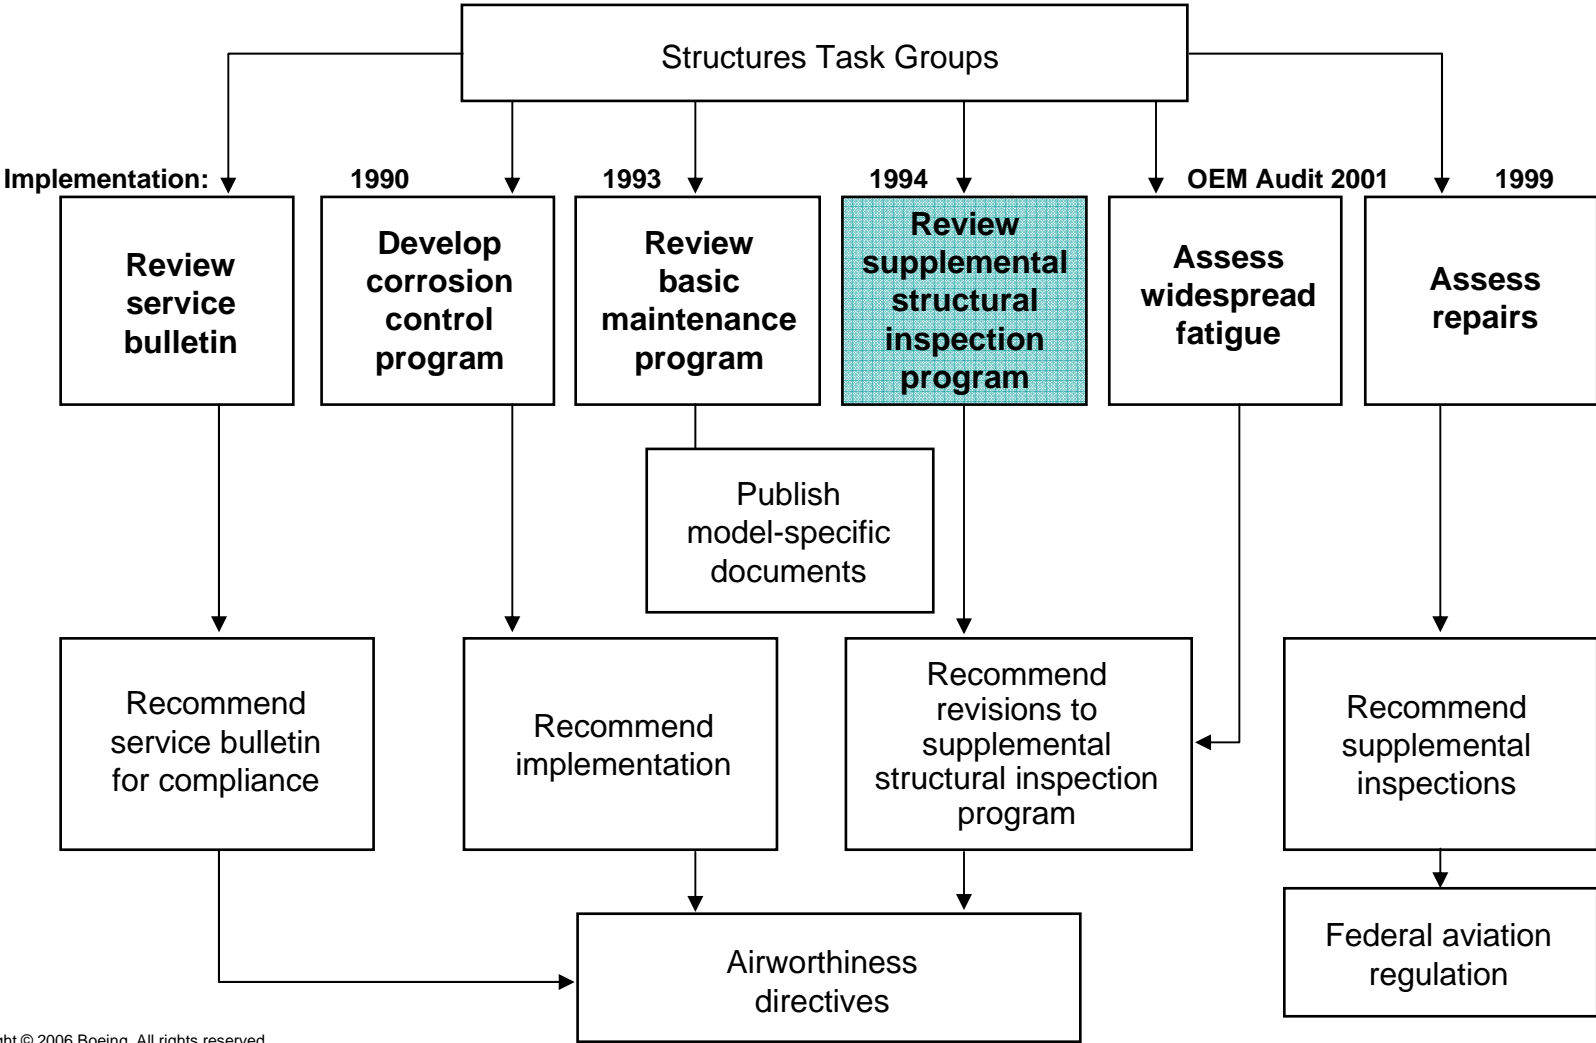 Structures Task Groups
Implementation:
1990
1993
1994
OEM Audit 2001
1999
Review
service
bulletin
Develop
corrosion
control
program
Review
basic
maintenance
program
Review
supplemental
structural
inspection
program
Assess
widespread
fatigue
Assess
repairs
Publish
model-specific
documents
Recommend
service bulletin
for compliance
Recommend
implementation
Recommend
revisions to
supplemental
structural inspection
program
Recommend
supplemental
inspections
Airworthiness
directives
Federal aviation
regulation
© 2006 Boeing. All rights reserved